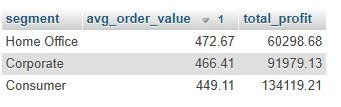 segment avg_order_value 1 total_profit
Home Office 472.67 60298.68
Corporate 466.41 91979.13
Consumer 449.11 134119.21